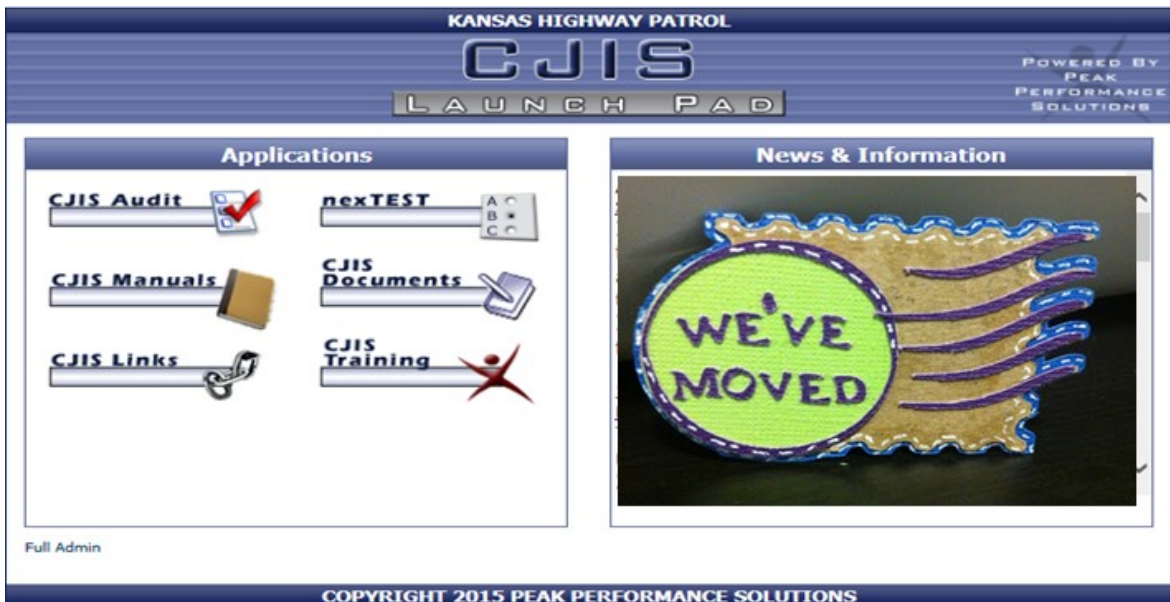 KANSAS HIGHWAY PATROL
CJIS
LAUNCH PAD
POWERED BY
PEAK
PERFORMANCE
SOLUTIONS
Applications
CJIS Audit
nexTEST
A
B
C
CJIS Manuals
CJIS
Documents
CJIS Links
CJIS
Training
News & Information
WE'VE
MOVED
Full Admin
COPYRIGHT 2015 PEAK PERFORMANCE SOLUTIONS